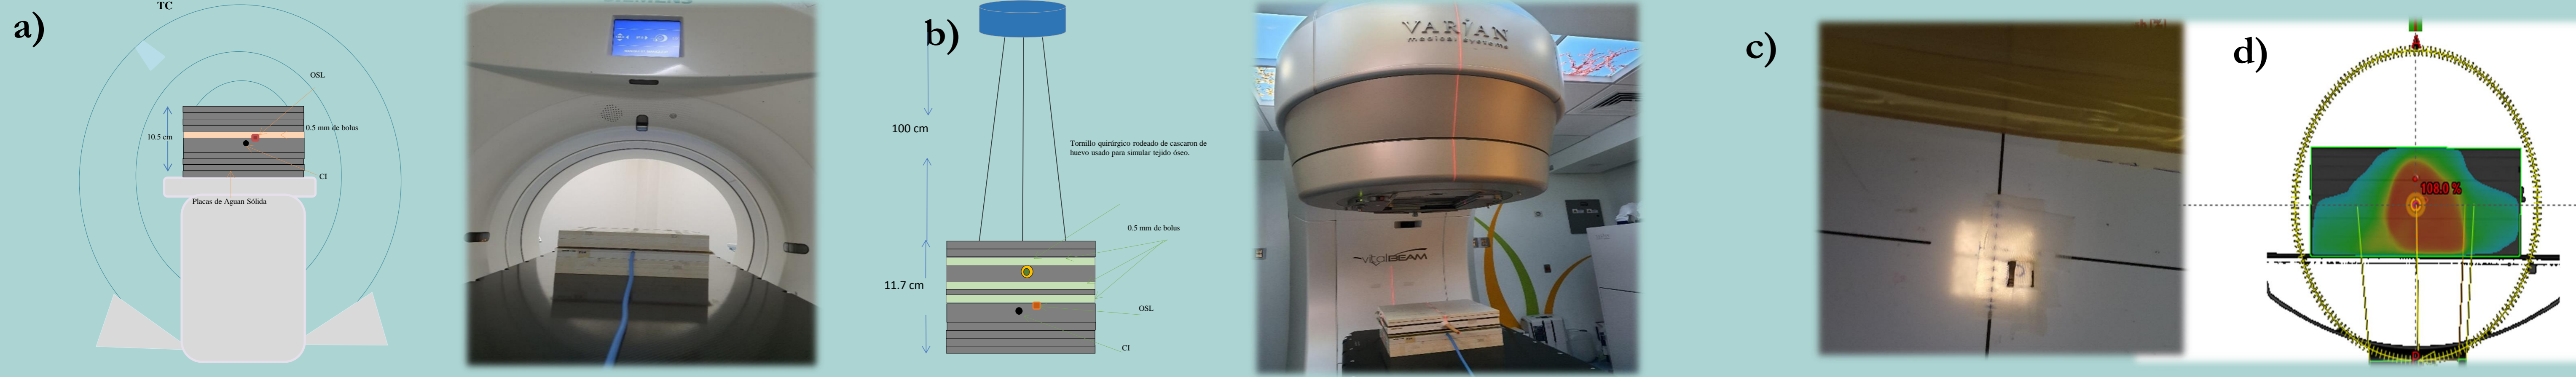 a)
TC
OSL
0.5 mm de bolus
10.5 cm
CI
Placas de Aguan Sólida
b)
100 cm
Tornillo quirúrgico rodeado de cascaron de
huevo usado para simular tejido óseo.
0.5 mm de bolus
11.7 cm
OSL
CI
VARIAN
medical systems
vitalBEAM
c)
d)
108.0 %